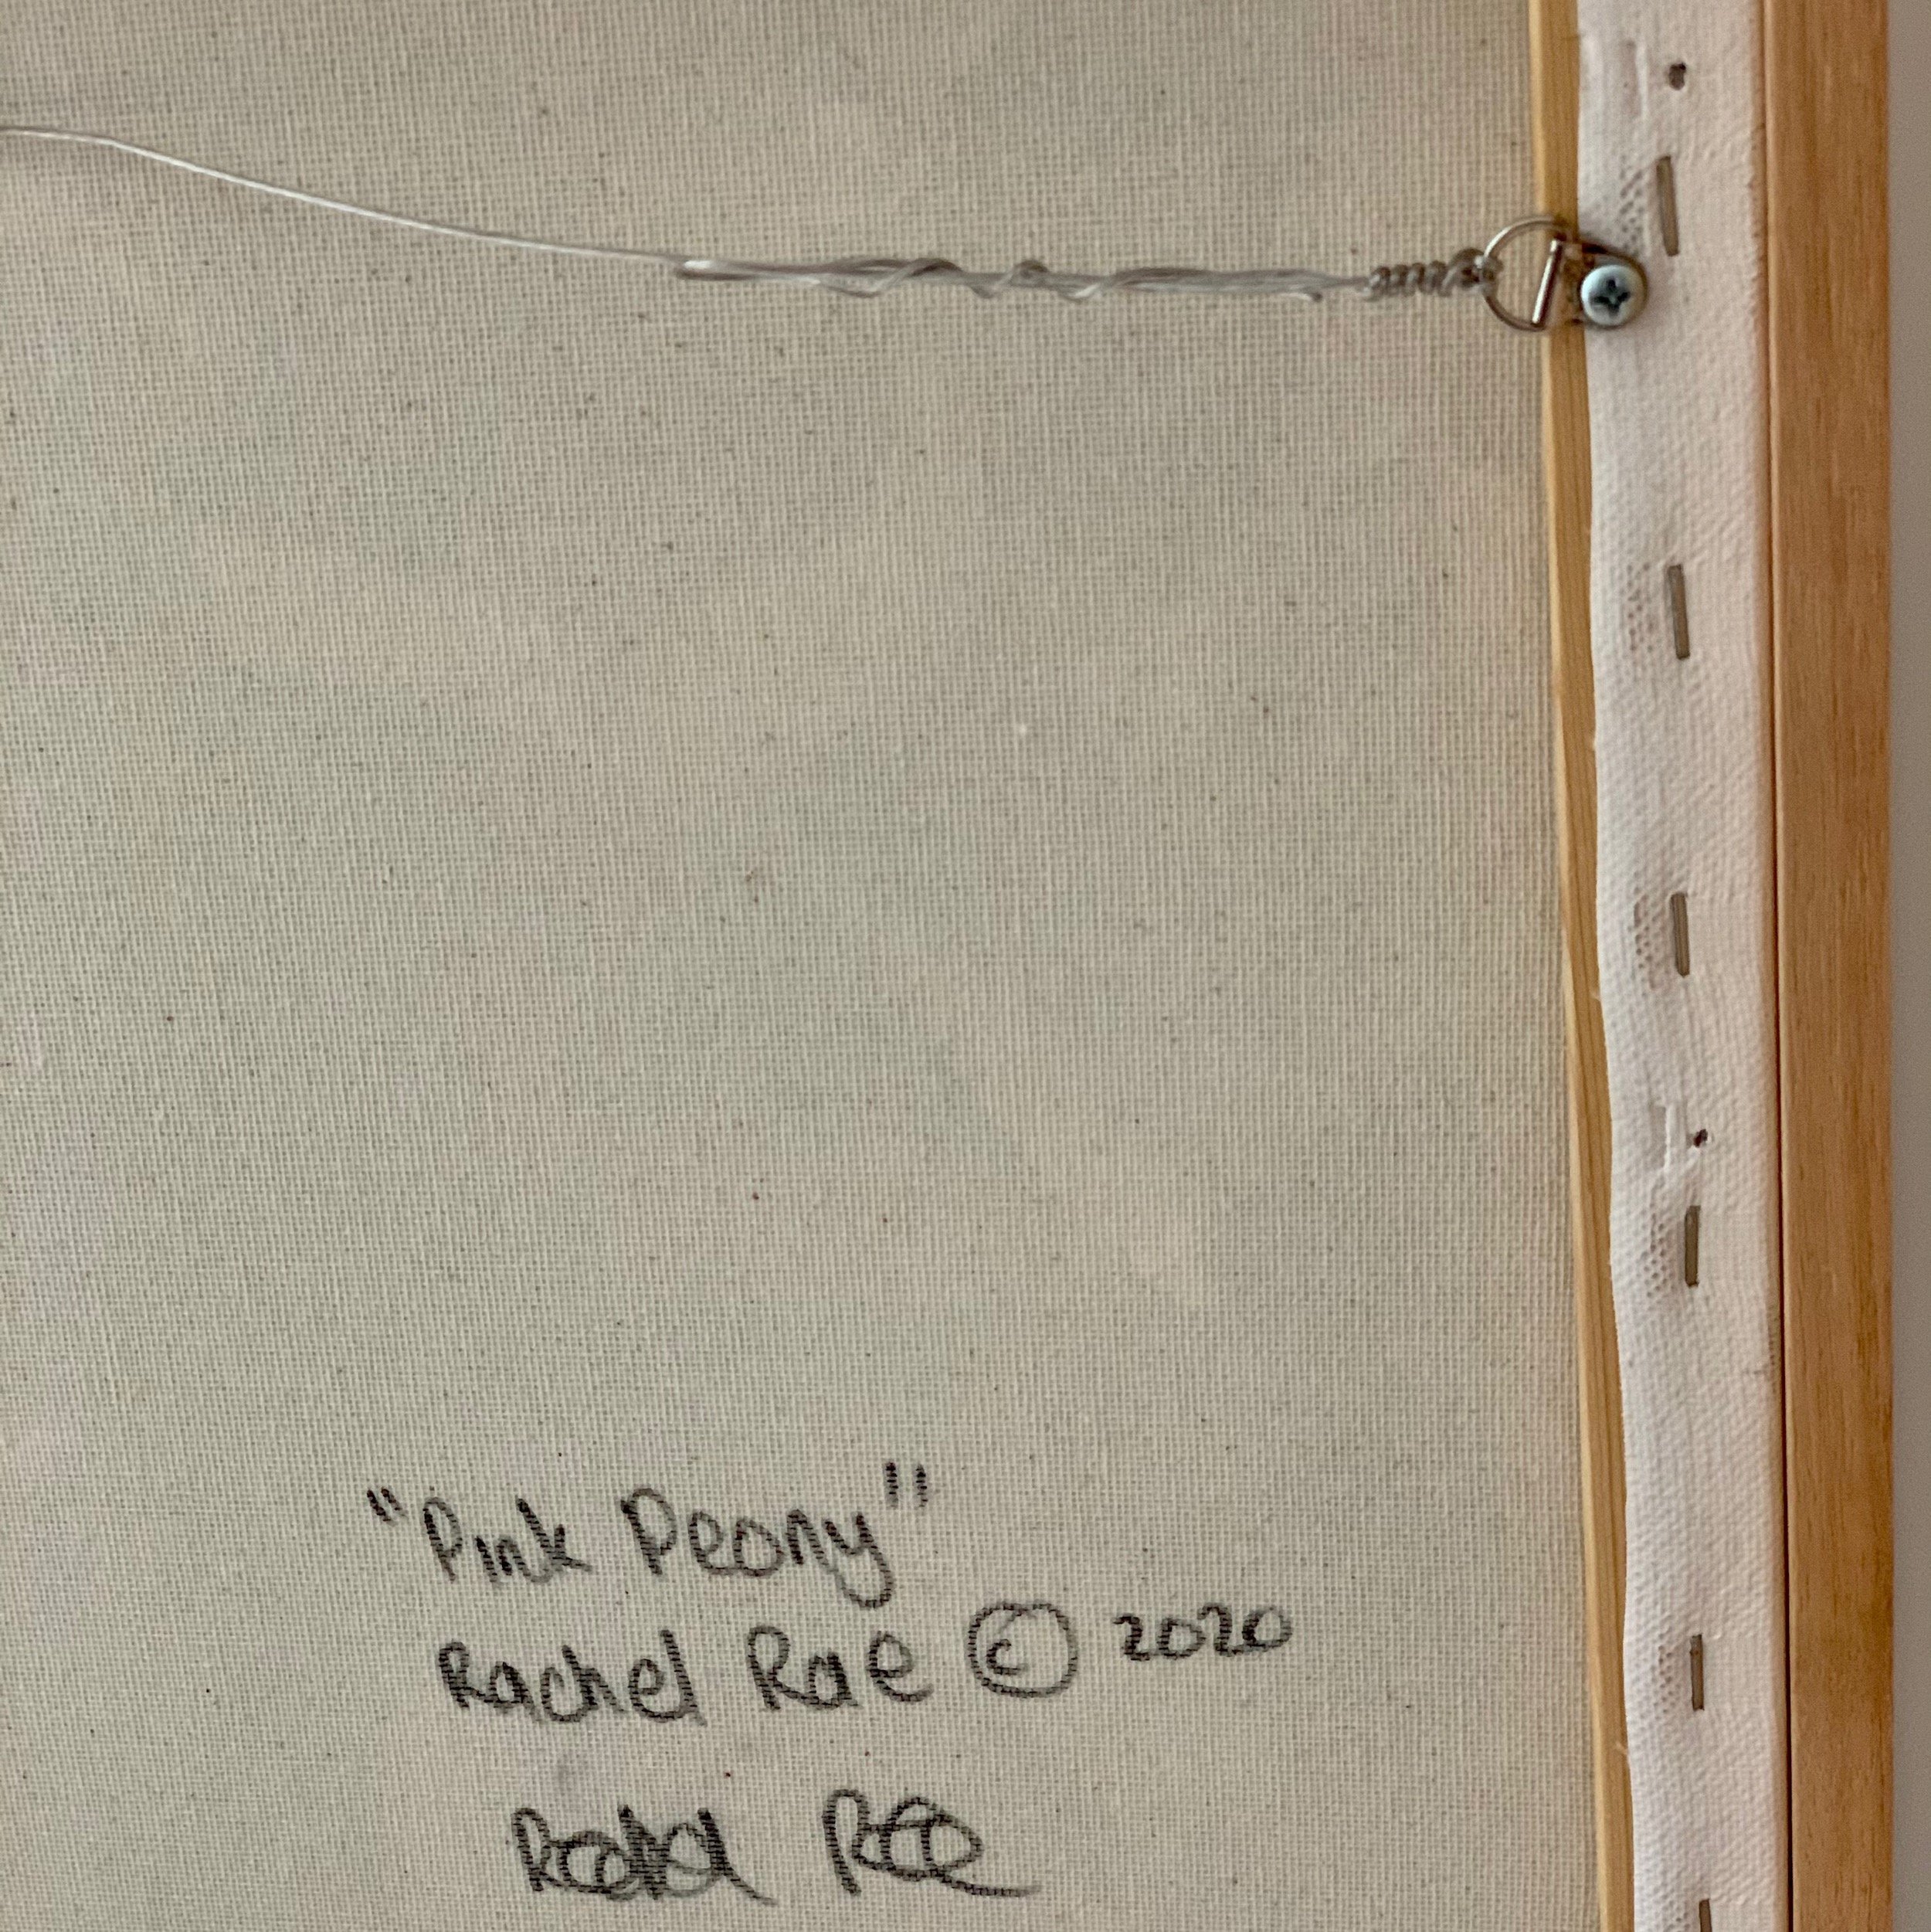 "Pink Peony"
Rachel Rae © 2020
Rachel Rae